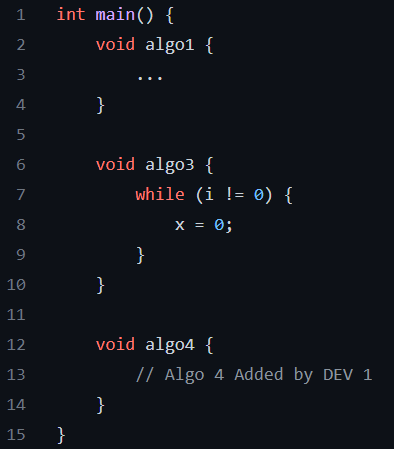 1 int main() {
2     void algo1 {
3         ...
4     }
5
6     void algo3 {
7         while (i != 0) {
8             x = 0;
9         }
10     }
11
12     void algo4 {
13         // Algo 4 Added by DEV 1
14     }
15 }